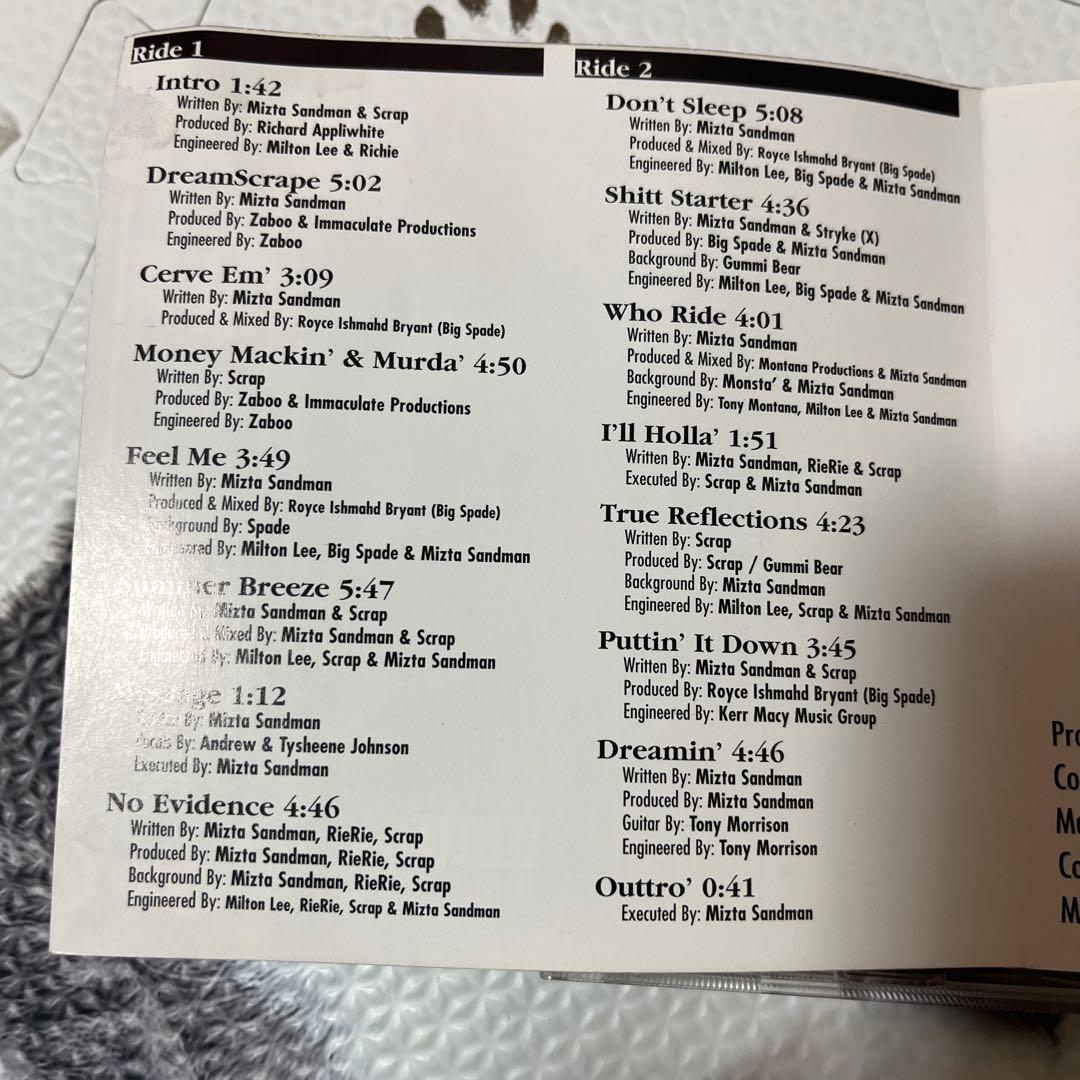 Ride 1
Intro 1:42
Written By: Mizta Sandman & Scrap
Produced By: Richard Appliwhite
Engineered By: Milton Lee & Richie
DreamScrape 5:02
Written By: Mizta Sandman
Produced By: Zaboo & Immaculate Productions
Engineered By: Zaboo
Cerve Em' 3:09
Written By: Mizta Sandman
Produced & Mixed By: Royce Ishmahd Bryant (Big Spade)
Money Mackin' & Murda' 4:50
Written By: Scrap
Produced By: Zaboo & Immaculate Productions
Engineered By: Zaboo
Feel Me 3:49
Written By: Mizta Sandman
Produced & Mixed By: Royce Ishmahd Bryant (Big Spade)
Background By: Spade
Engineered By: Milton Lee, Big Spade & Mizta Sandman
Summer Breeze 5:47
Written By: Mizta Sandman & Scrap
Produced & Mixed By: Mizta Sandman & Scrap
Engineered By: Milton Lee, Scrap & Mizta Sandman
1:12
By: Mizta Sandman
Vocals By: Andrew & Tysheene Johnson
Executed By: Mizta Sandman
No Evidence 4:46
Written By: Mizta Sandman, RieRie, Scrap
Produced By: Mizta Sandman, RieRie, Scrap
Background By: Mizta Sandman, RieRie, Scrap
Engineered By: Milton Lee, RieRie, Scrap & Mizta Sandman
Ride 2
Don't Sleep 5:08
Written By: Mizta Sandman
Produced & Mixed By: Royce Ishmahd Bryant (Big Spade)
Engineered By: Milton Lee, Big Spade & Mizta Sandman
Shitt Starter 4:36
Written By: Mizta Sandman & Stryke (X)
Produced By: Big Spade & Mizta Sandman
Background By: Gummi Bear
Engineered By: Milton Lee, Big Spade & Mizta Sandman
Who Ride 4:01
Written By: Mizta Sandman
Produced & Mixed By: Montana Productions & Mizta Sandman
Background By: Monsta' & Mizta Sandman
Engineered By: Tony Montana, Milton Lee & Mizta Sandman
I'll Holla' 1:51
Written By: Mizta Sandman, RieRie & Scrap
Executed By: Scrap & Mizta Sandman
True Reflections 4:23
Written By: Scrap
Produced By: Scrap / Gummi Bear
Background By: Mizta Sandman
Engineered By: Milton Lee, Scrap & Mizta Sandman
Puttin' It Down 3:45
Written By: Mizta Sandman & Scrap
Produced By: Royce Ishmahd Bryant (Big Spade)
Engineered By: Kerr Macy Music Group
Dreamin' 4:46
Written By: Mizta Sandman
Produced By: Mizta Sandman
Guitar By: Tony Morrison
Engineered By: Tony Morrison
Outtro' 0:41
Executed By: Mizta Sandman